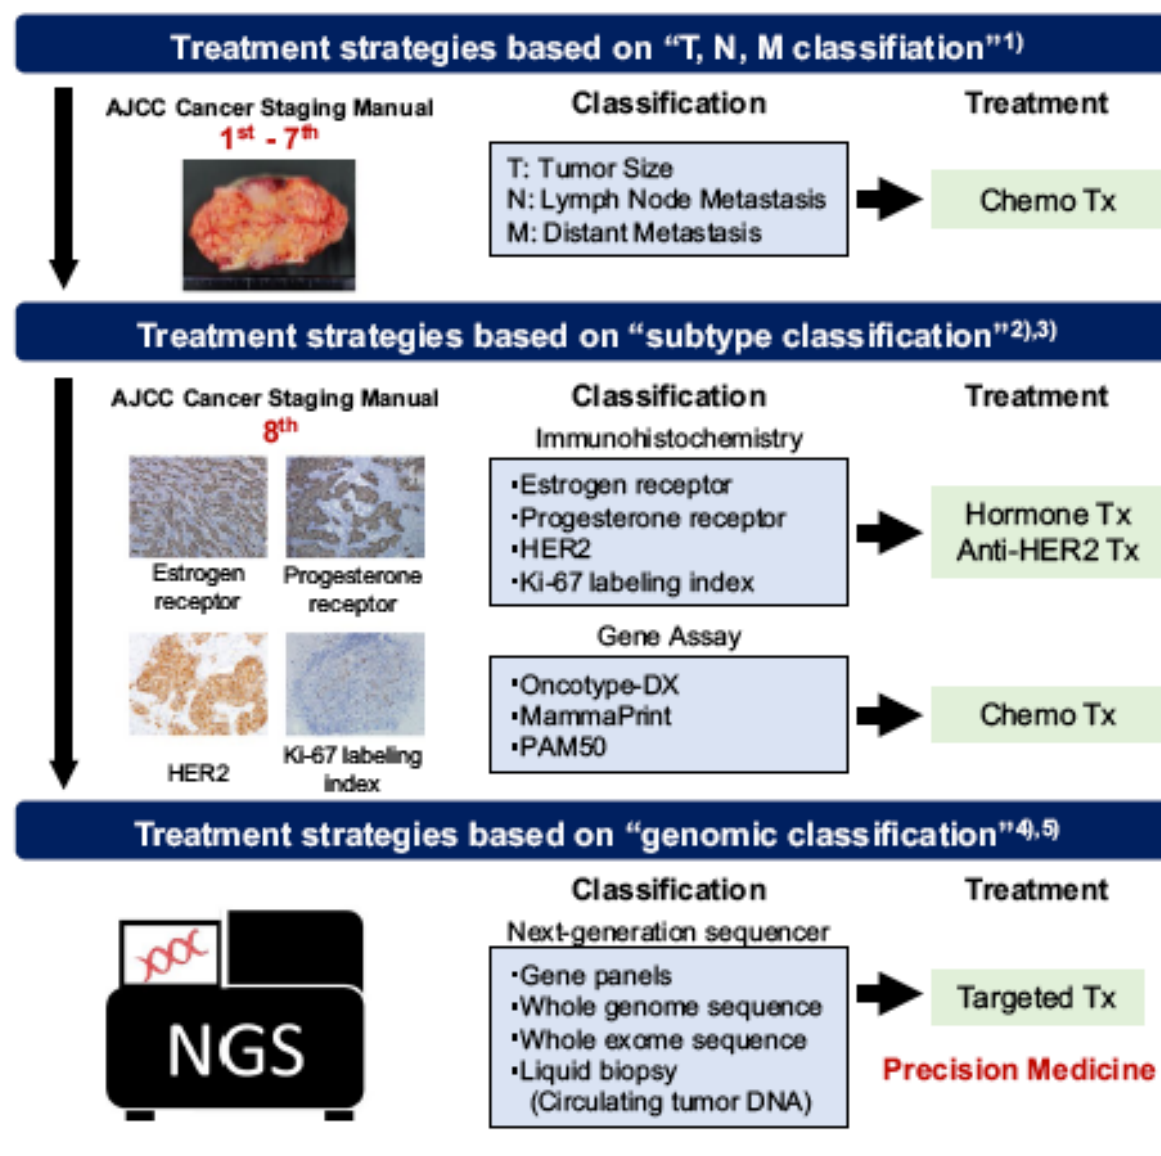 Treatment strategies based on “T, N, M classifiation”1)
AJCC Cancer Staging Manual
1st - 7th
Classification
Treatment
T: Tumor Size
N: Lymph Node Metastasis
M: Distant Metastasis
Chemo Tx
Treatment strategies based on “subtype classification”2),3)
AJCC Cancer Staging Manual
8th
Estrogen
receptor
Progesterone
receptor
HER2
Ki-67 labeling
index
Classification
Treatment
Immunohistochemistry
・Estrogen receptor
・Progesterone receptor
・HER2
・Ki-67 labeling index
Hormone Tx
Anti-HER2 Tx
Gene Assay
・Oncotype-DX
・MammaPrint
・PAM50
Chemo Tx
Treatment strategies based on “genomic classification”4),5)
NGS
Classification
Treatment
Next-generation sequencer
・Gene panels
・Whole genome sequence
・Whole exome sequence
・Liquid biopsy
(Circulating tumor DNA)
Targeted Tx
Precision Medicine